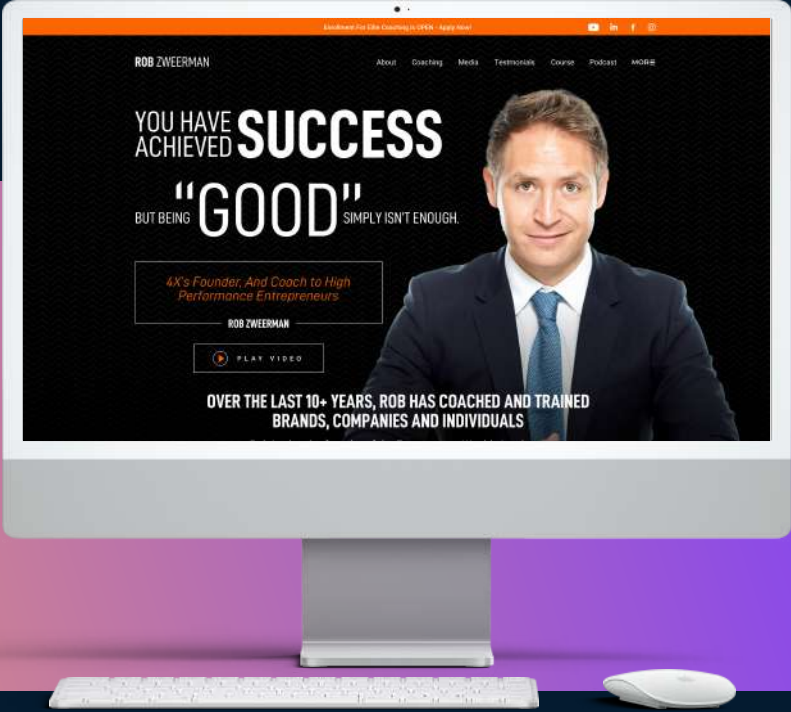 Enrollment For Elite Coaching is OPEN - Apply Now!
ROB ZWEERMAN
About Coaching Media Testimonials Course Podcast MORE
YOU HAVE
ACHIEVED SUCCESS
BUT BEING “GOOD” SIMPLY ISN'T ENOUGH.
4X's Founder, And Coach to High
Performance Entrepreneurs
ROB ZWEERMAN
PLAY VIDEO
OVER THE LAST 10+ YEARS, ROB HAS COACHED AND TRAINED
BRANDS, COMPANIES AND INDIVIDUALS